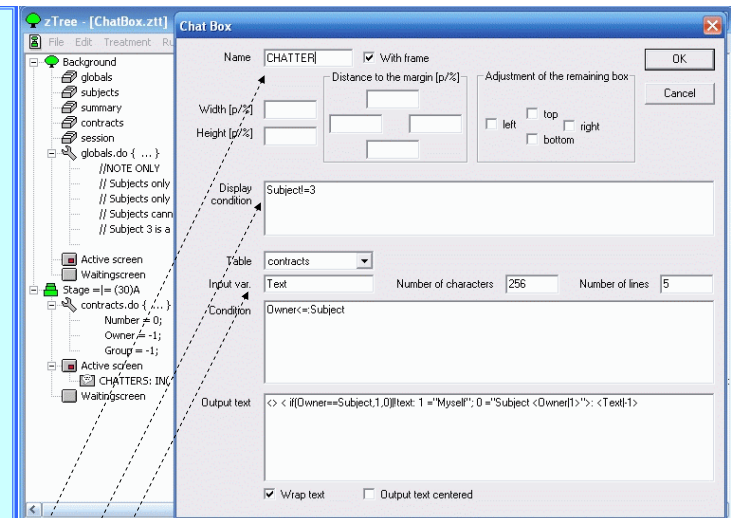 zTree - [ChatBox.ztt]
File Edit Treatment Ru
Background
globals
subjects
summary
contracts
session
globals.do { ... }
//NOTE ONLY
// Subjects only
// Subjects only
// Subjects cann
// Subject 3 is a
Active screen
Waitingscreen
Stage =|= (30)A
contracts.do { ... }
Number = 0;
Owner = -1;
Group = -1;
Active screen
CHATTERS: IN(
Waitingscreen
Chat Box
Name CHATTER With frame OK
Distance to the margin [p/%] Adjustment of the remaining box Cancel
Width [p/%]
Height [p/%]
top
left right
bottom
Display
condition
Subject!=3
Table contracts
Input var. Text Number of characters 256 Number of lines 5
Condition Owner<=:Subject
Output text <> < if(Owner==Subject,1,0)|!text: 1 ="Myself"; 0 ="Subject <Owner|1>">: <Text|-1>
Wrap text Output text centered